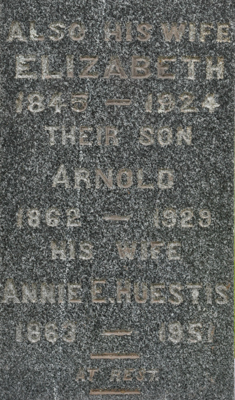 ALSO HIS WIFE
ELIZABETH
1845 — 1924
THEIR SON
ARNOLD
1862 — 1929
HIS WIFE
ANNIE E. HUESTIS
1863 — 1951
AT REST